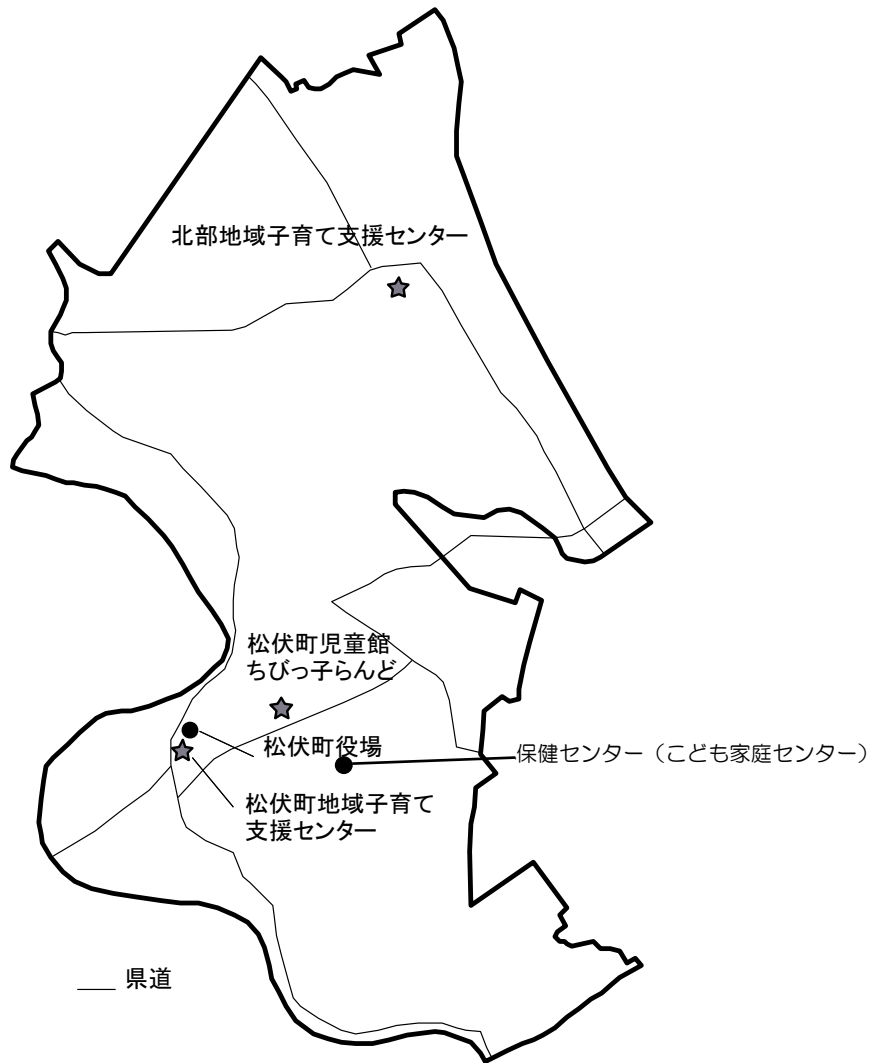 北部地域子育て支援センター
松伏町児童館
ちびっ子らんど
松伏町役場
保健センター（こども家庭センター）
松伏町地域子育て
支援センター
県道